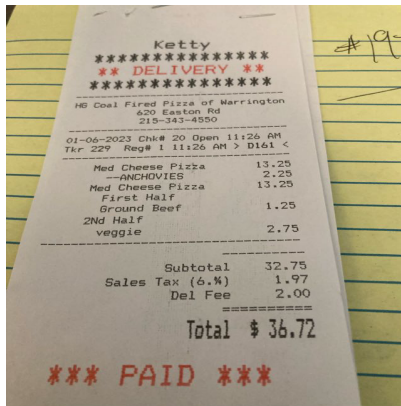 Ketty
***************
** DELIVERY **
***************
HG Coal Fired Pizza of Warrington
620 Easton Rd
215-343-4550
01-06-2023 Chk# 20 Open 11:26 AM
Tkr 229 Reg# 1 11:26 AM > D161 <
Med Cheese Pizza 13.25
--ANCHOVIES 2.25
Med Cheese Pizza 13.25
First Half
Ground Beef 1.25
2Nd Half
veggie 2.75
Subtotal 32.75
Sales Tax (6.%) 1.97
Del Fee 2.00
Total $ 36.72
*** PAID ***